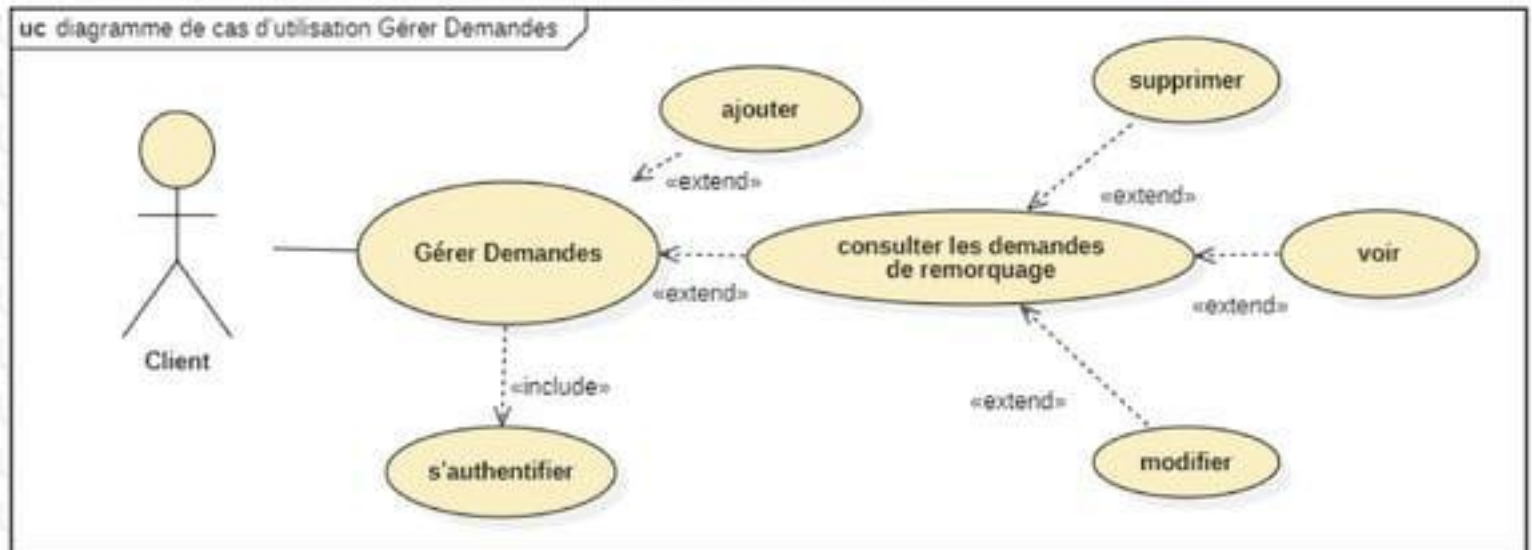 uc diagramme de cas d'utilisation Gérer Demandes
ajouter
supprimer
«extend»
«extend»
Gérer Demandes
consulter les demandes
de remorquage
voir
«extend»
«extend»
Client
«include»
«extend»
s'authentifier
modifier